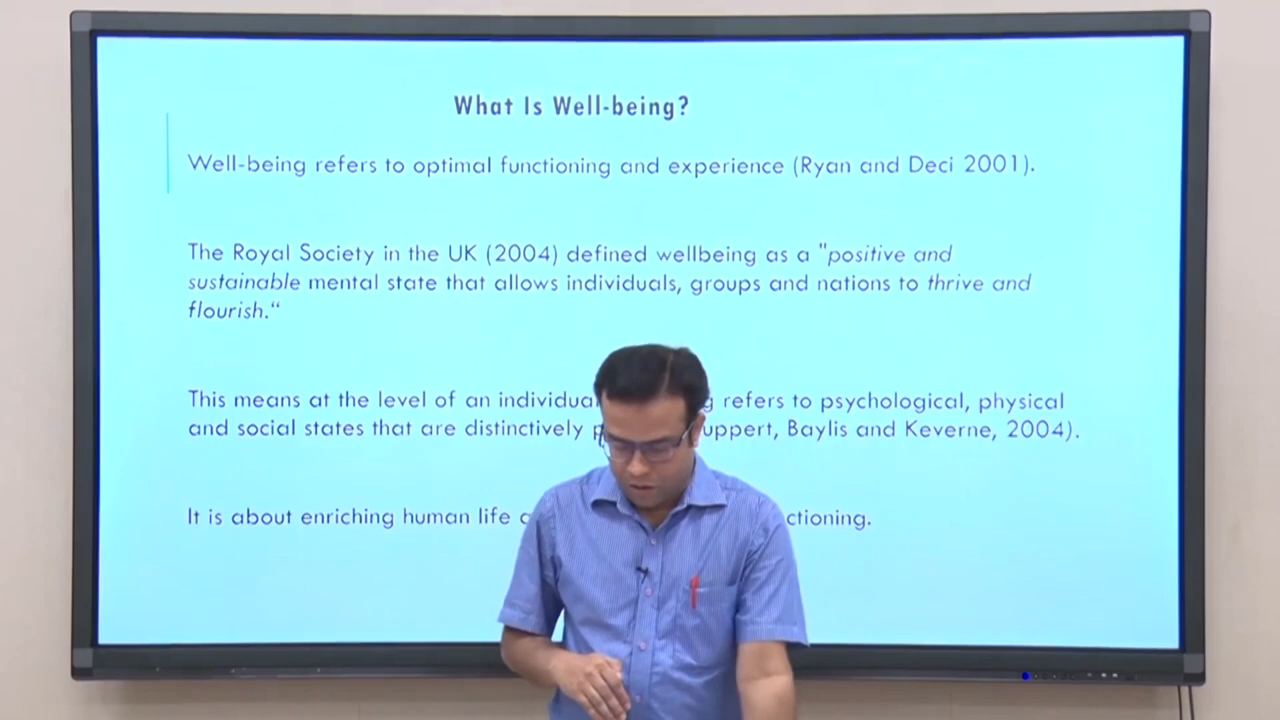 What Is Well-being?
Well-being refers to optimal functioning and experience (Ryan and Deci 2001).
The Royal Society in the UK (2004) defined wellbeing as a "positive and
sustainable mental state that allows individuals, groups and nations to thrive and
flourish.“
This means at the level of an refers to psychological, physical
and social states that are distinctively Baylis and Keverne, 2004).
It is about enriching human life